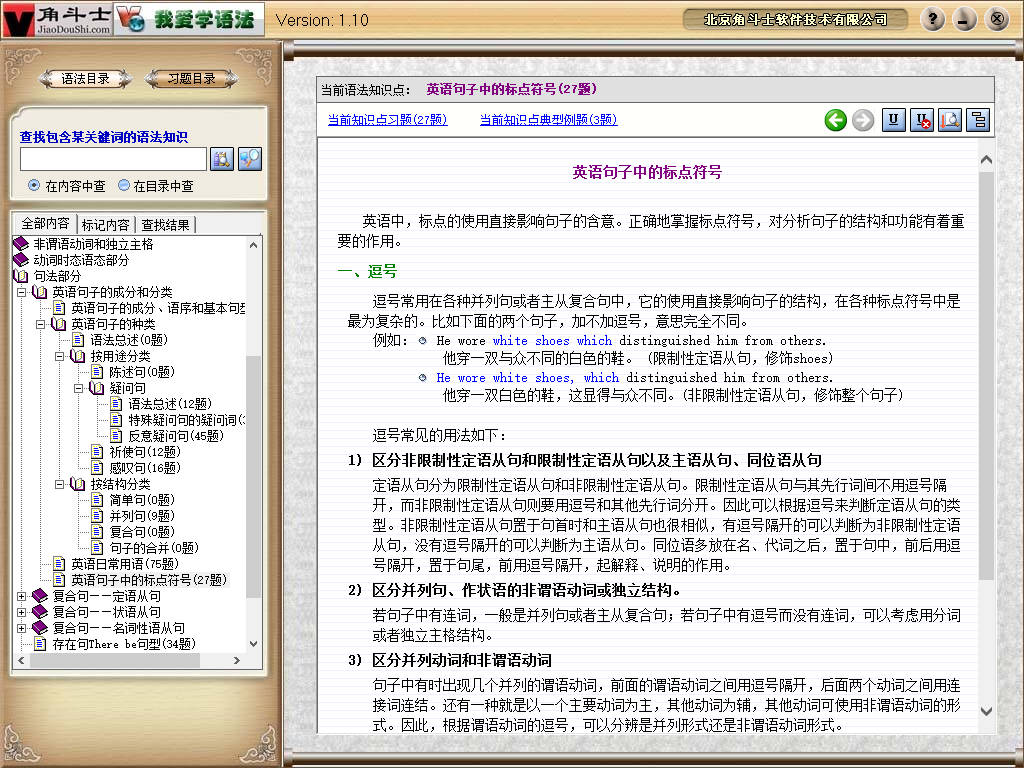 角斗士
JiaoDouShi.com
我爱学语法
Version: 1.10
北京角斗士软件技术有限公司
语法目录
习题目录
查找包含某关键词的语法知识
在内容中查
在目录中查
全部内容
标记内容
查找结果
非谓语动词和独立主格
动词时态语态部分
句法部分
英语句子的成分和分类
英语句子的成分、语序和基本句型
英语句子的种类
语法总述(0题)
按用途分类
陈述句(0题)
疑问句
语法总述(12题)
特殊疑问句的疑问词(
反意疑问句(45题)
祈使句(12题)
感叹句(16题)
按结构分类
简单句(0题)
并列句(9题)
复合句(0题)
句子的合并(0题)
英语日常用语(75题)
英语句子中的标点符号(27题)
复合句——定语从句
复合句——状语从句
复合句——名词性从句
存在句There be句型(34题)
当前语法知识点: 英语句子中的标点符号(27题)
当前知识点习题(27题)
当前知识点典型例题(3题)
英语句子中的标点符号
英语中，标点的使用直接影响句子的含意。正确地掌握标点符号，对分析句子的结构和功能有着重
要的作用。
一、逗号
逗号常用在各种并列句或者主从复合句中，它的使用直接影响句子的结构，在各种标点符号中是
最为复杂的。比如下面的两个句子，加不加逗号，意思完全不同。
例如: He wore white shoes which distinguished him from others.
他穿一双与众不同的白色的鞋。（限制性定语从句，修饰shoes）
He wore white shoes, which distinguished him from others.
他穿一双白色的鞋，这显得与众不同。（非限制性定语从句，修饰整个句子）
逗号常见的用法如下：
1) 区分非限制性定语从句和限制性定语从句以及主语从句、同位语从句
定语从句分为限制性定语从句和非限制性定语从句。限制性定语从句与其先行词间不用逗号隔
开，而非限制性定语从句则要用逗号和其他先行词分开。因此可以根据逗号来判断定语从句的类
型。非限制性定语从句置于句首时和主语从句也很相似，有逗号隔开的可以判断为非限制性定语
从句，没有逗号隔开的可以判断为主语从句。同位语多放在名、代词之后，置于句中，前后用逗
号隔开，置于句尾，前用逗号隔开，起解释、说明的作用。
2) 区分并列句、作状语的非谓语动词或独立结构。
若句子中有连词，一般是并列句或者主从复合句；若句子中有逗号而没有连词，可以考虑用分词
或者独立主格结构。
3) 区分并列动词和非谓语动词
句子中有时出现几个并列的谓语动词，前面的谓语动词之间用逗号隔开，后面两个动词之间用连
接词连结。还有一种就是以一个主要动词为主，其他动词为辅，其他动词可使用非谓语动词的形
式。因此，根据谓语动词的逗号，可以分辨是并列形式还是非谓语动词形式。